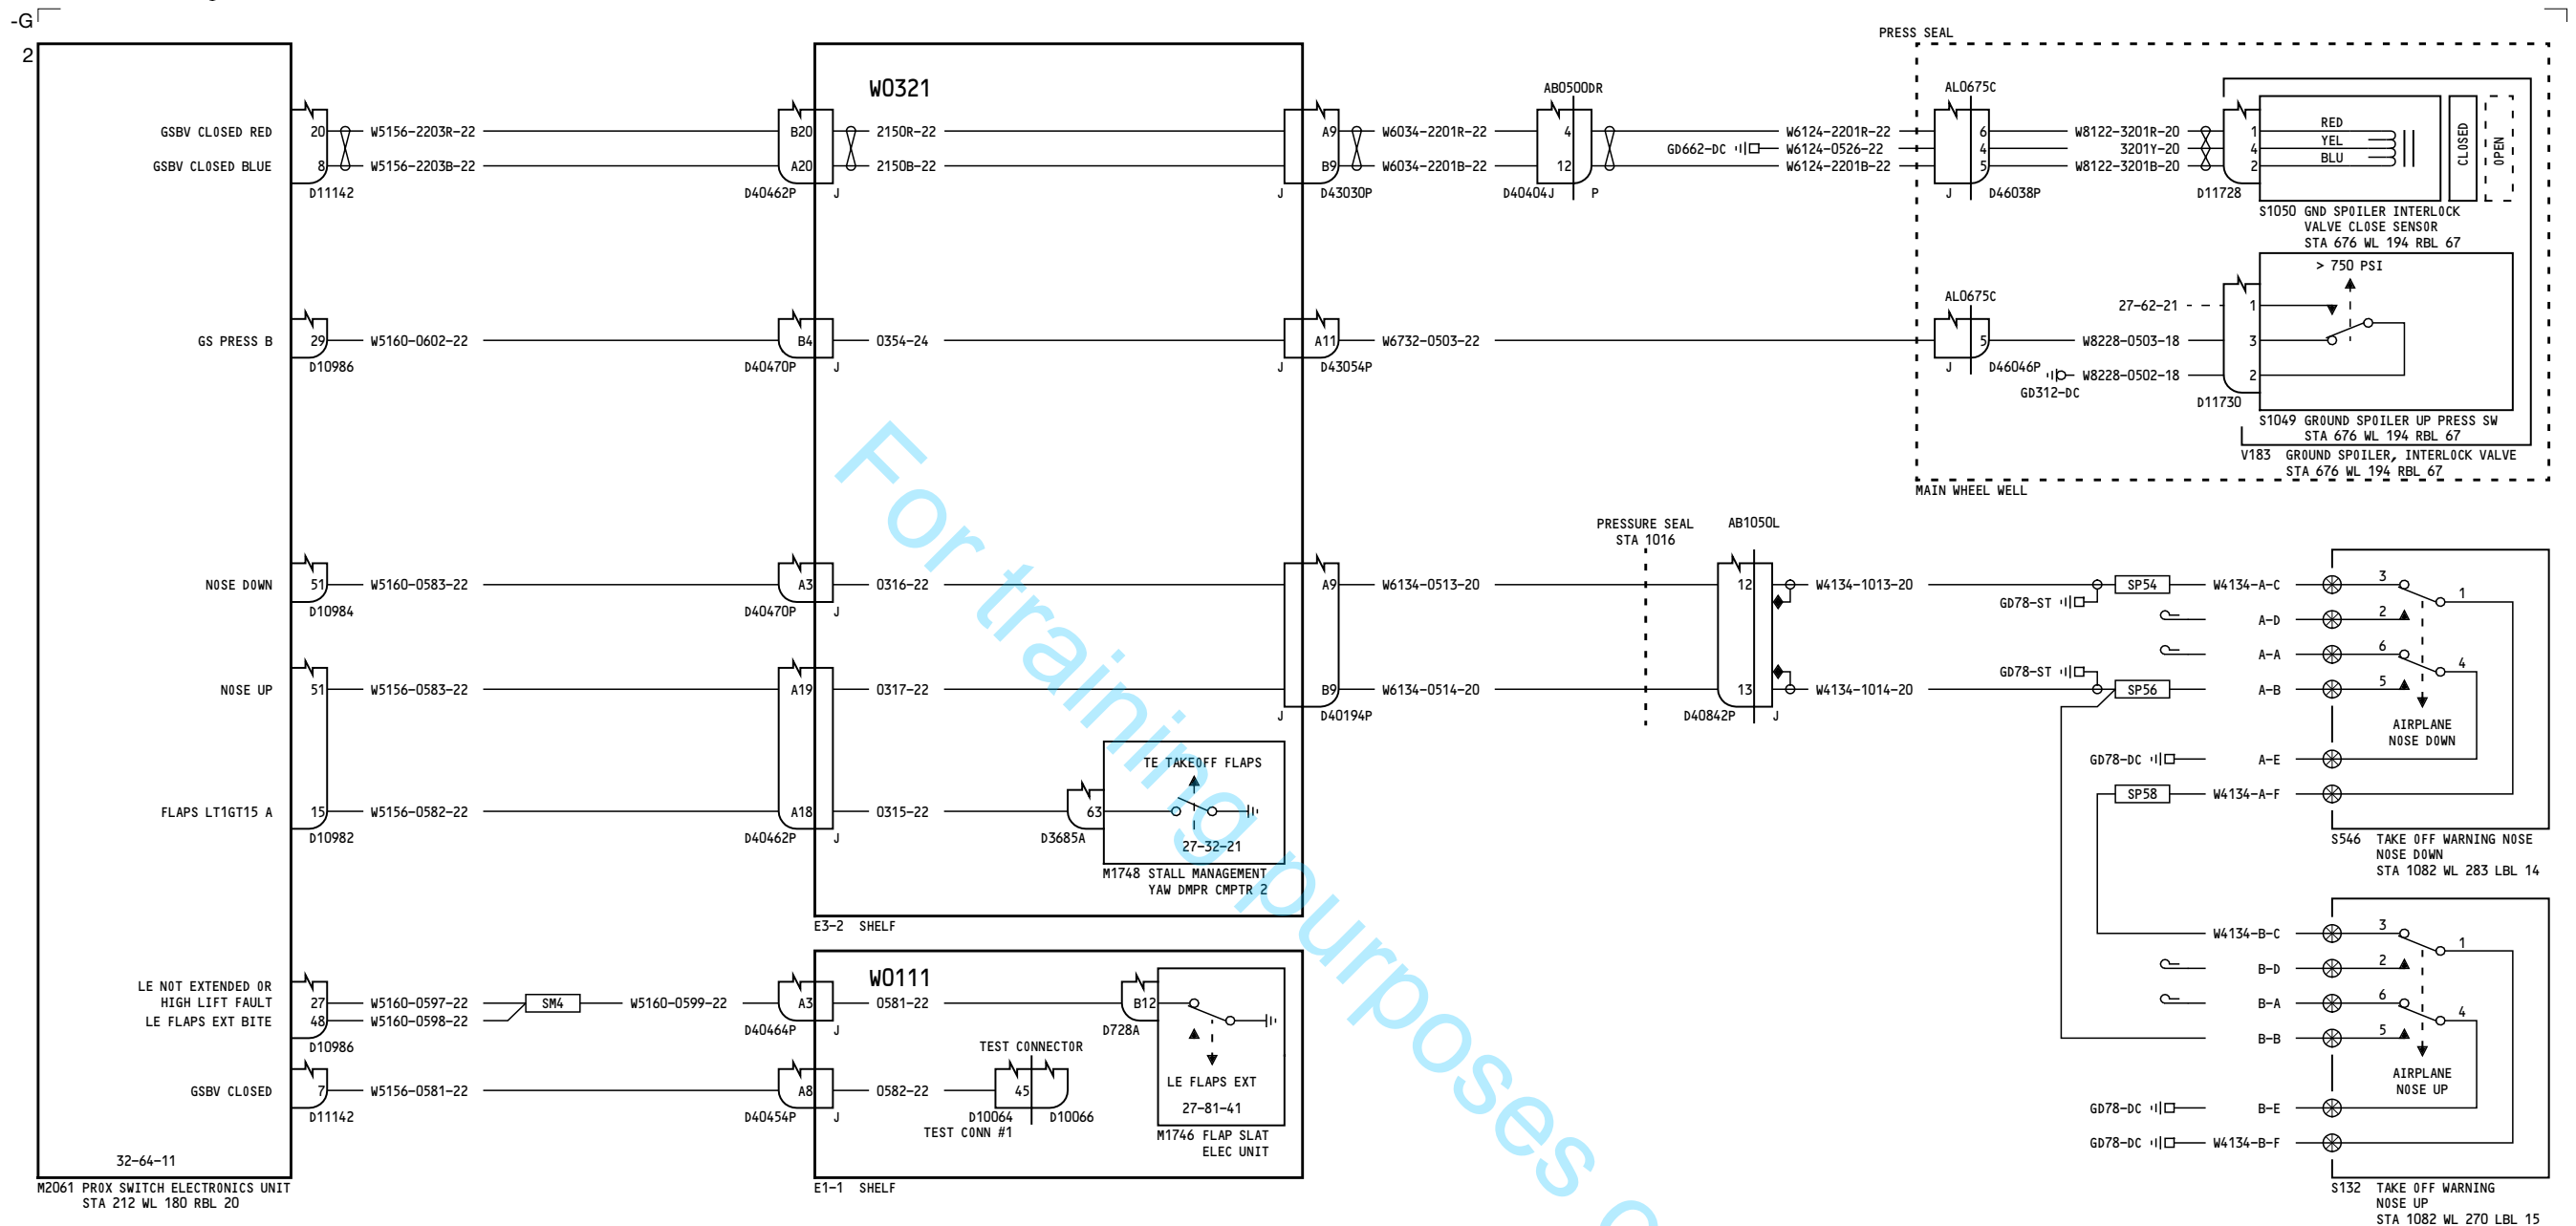 -G
2
PRESS SEAL
W0321
AB0500DR
AL0675C
GSBV CLOSED RED
20
W5156-2203R-22
B20
2150R-22
A9
W6034-2201R-22
4
W6124-2201R-22
6
W8122-3201R-20
1
RED
GD662-DC
W6124-0526-22
4
3201Y-20
4
YEL
GSBV CLOSED BLUE
8
W5156-2203B-22
A20
2150B-22
B9
W6034-2201B-22
12
W6124-2201B-22
5
W8122-3201B-20
2
BLU
CLOSED
OPEN
D11142
D40462P
J
J
D43030P
D40404J
P
J
D46038P
D11728
S1050 GND SPOILER INTERLOCK
VALVE CLOSE SENSOR
STA 676 WL 194 RBL 67
> 750 PSI
AL0675C
27-62-21
1
GS PRESS B
29
W5160-0602-22
B4
0354-24
A11
W6732-0503-22
5
W8228-0503-18
3
D10986
D40470P
J
J
D43054P
J
D46046P
W8228-0502-18
2
GD312-DC
D11730
S1049 GROUND SPOILER UP PRESS SW
STA 676 WL 194 RBL 67
V183 GROUND SPOILER, INTERLOCK VALVE
STA 676 WL 194 RBL 67
MAIN WHEEL WELL
PRESSURE SEAL
STA 1016
AB1050L
NOSE DOWN
51
W5160-0583-22
A3
0316-22
A9
W6134-0513-20
12
W4134-1013-20
SP54
W4134-A-C
3
1
D10984
D40470P
J
GD78-ST
A-D
2
A-A
6
4
GD78-ST
NOSE UP
51
W5156-0583-22
A19
0317-22
B9
W6134-0514-20
13
W4134-1014-20
SP56
A-B
5
J
D40194P
D40842P
J
AIRPLANE
NOSE DOWN
GD78-DC
A-E
SP58
W4134-A-F
TE TAKEOFF FLAPS
FLAPS LT1GT15 A
15
W5156-0582-22
A18
0315-22
63
D10982
D40462P
J
D3685A
27-32-21
M1748 STALL MANAGEMENT
YAW DMPR CMPTR 2
S546 TAKE OFF WARNING NOSE
NOSE DOWN
STA 1082 WL 283 LBL 14
E3-2 SHELF
W0111
W4134-B-C
3
1
B-D
2
LE NOT EXTENDED OR
HIGH LIFT FAULT
27
W5160-0597-22
SM4
W5160-0599-22
A3
0581-22
B12
B-A
6
4
LE FLAPS EXT BITE
48
W5160-0598-22
D40464P
J
D728A
D10986
B-B
5
TEST CONNECTOR
LE FLAPS EXT
AIRPLANE
NOSE UP
GSBV CLOSED
7
W5156-0581-22
A8
0582-22
45
27-81-41
GD78-DC
B-E
D11142
D40454P
J
D10064
D10066
TEST CONN #1
M1746 FLAP SLAT
ELEC UNIT
GD78-DC
W4134-B-F
32-64-11
M2061 PROX SWITCH ELECTRONICS UNIT
STA 212 WL 180 RBL 20
E1-1 SHELF
S132 TAKE OFF WARNING
NOSE UP
STA 1082 WL 270 LBL 15
For training purposes